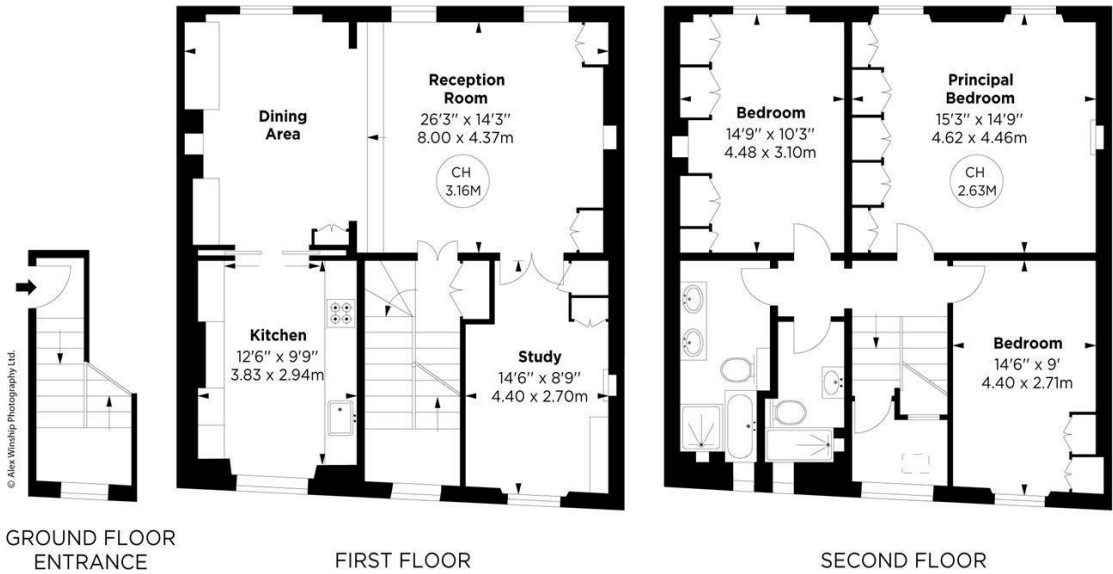 Reception
Room
26'3" x 14'3"
8.00 x 4.37m
CH
3.16M
Dining
Area
Kitchen
12'6" x 9'9"
3.83 x 2.94m
Study
14'6" x 8'9"
4.40 x 2.70m
Bedroom
14'9" x 10'3"
4.48 x 3.10m
Principal
Bedroom
15'3" x 14'9"
4.62 x 4.46m
CH
2.63M
Bedroom
14'6" x 9'
4.40 x 2.71m
© Alex Winship Photography Ltd.
GROUND FLOOR
ENTRANCE
FIRST FLOOR
SECOND FLOOR